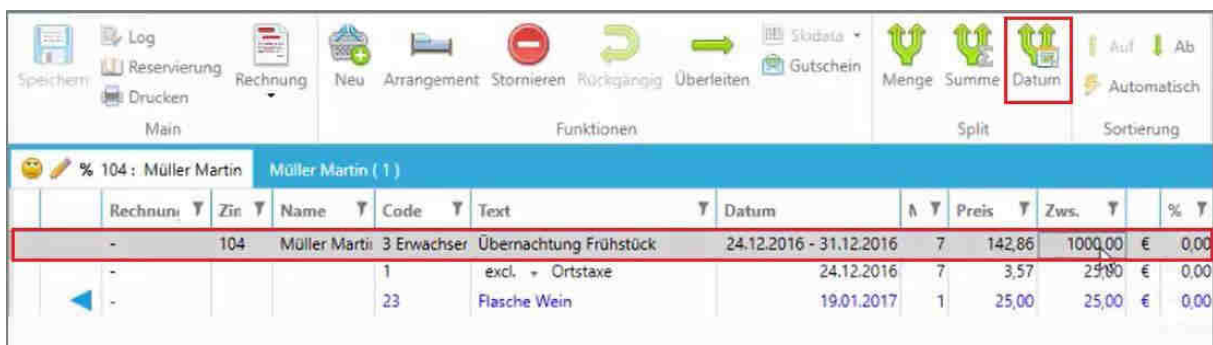 Speichern
Log
Reservierung
Drucken
Rechnung
Main
Neu
Arrangement
Stornieren
Rückgängig
Überleiten
Skidata
Gutschein
Funktionen
Menge
Summe
Datum
Split
Auf
Ab
Automatisch
Sortierung
% 104 : Müller Martin
Müller Martin ( 1 )
Rechnun Zir Name Code Text Datum Preis Zws. %
- 104 Müller Marti 3 Erwachser Übernachtung Frühstück 24.12.2016 - 31.12.2016 7 142,86 1000,00 € 0,00
- 1 excl. Ortstaxe 24.12.2016 7 3,57 25,00 € 0,00
- 23 Flasche Wein 19.01.2017 1 25,00 25,00 € 0,00